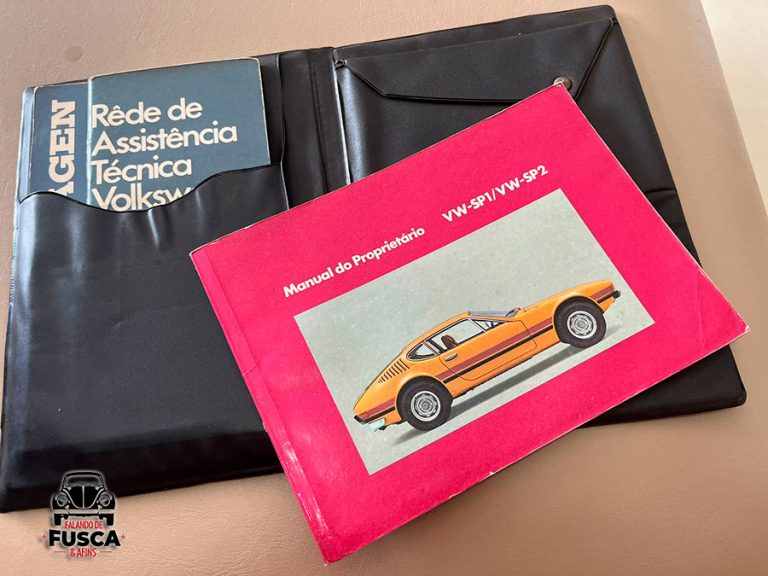 AGEN
Rêde de
Assistência
Técnica
Volksw
Manual do Proprietário VW-SP1/VW-SP2
FALANDO DE
FUSCA
& AFINS